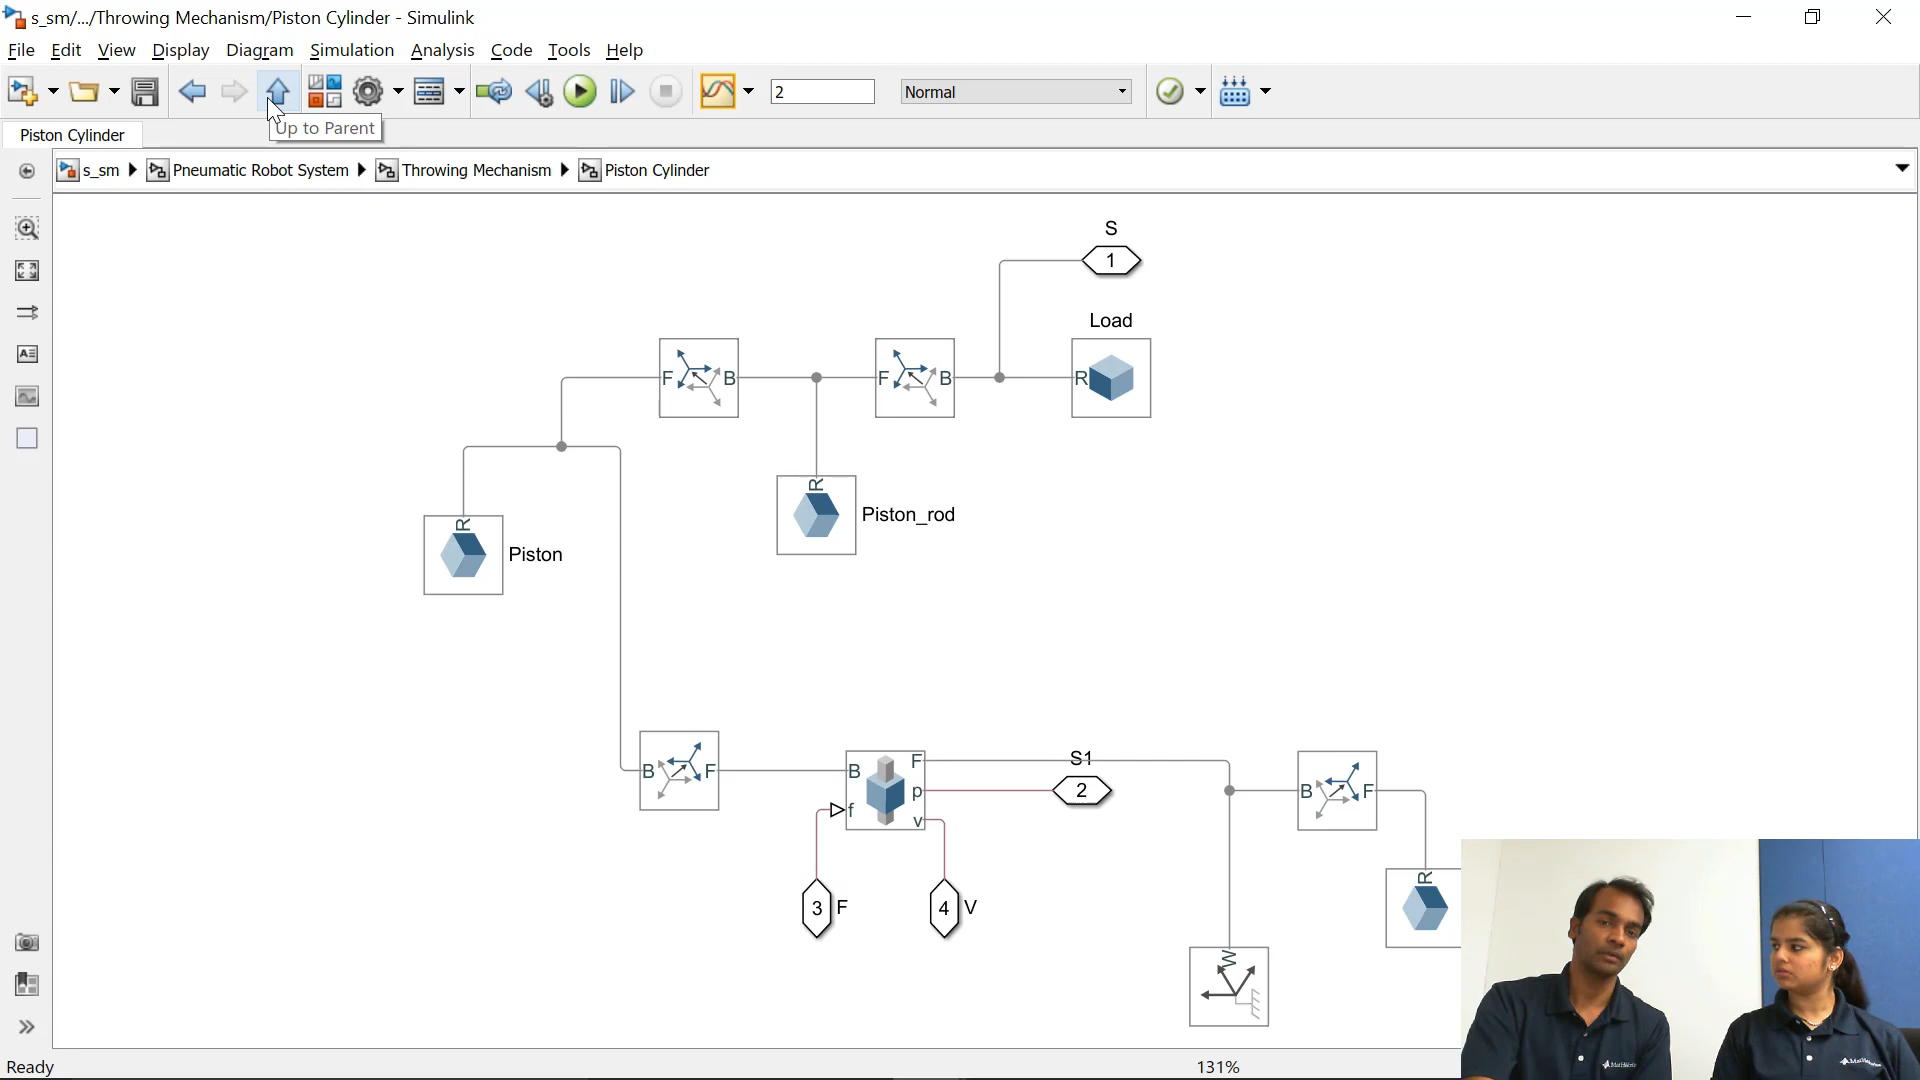 s_sm/.../Throwing Mechanism/Piston Cylinder - Simulink
File Edit View Display Diagram Simulation Analysis Code Tools Help
2 Normal
Up to Parent
Piston Cylinder
s_sm Pneumatic Robot System Throwing Mechanism Piston Cylinder
S
1
Load
F B F B R
R
Piston_rod
R
Piston
B F B F S1
p 2 B F
f v
R
3 F 4 V
W
Ready 131%